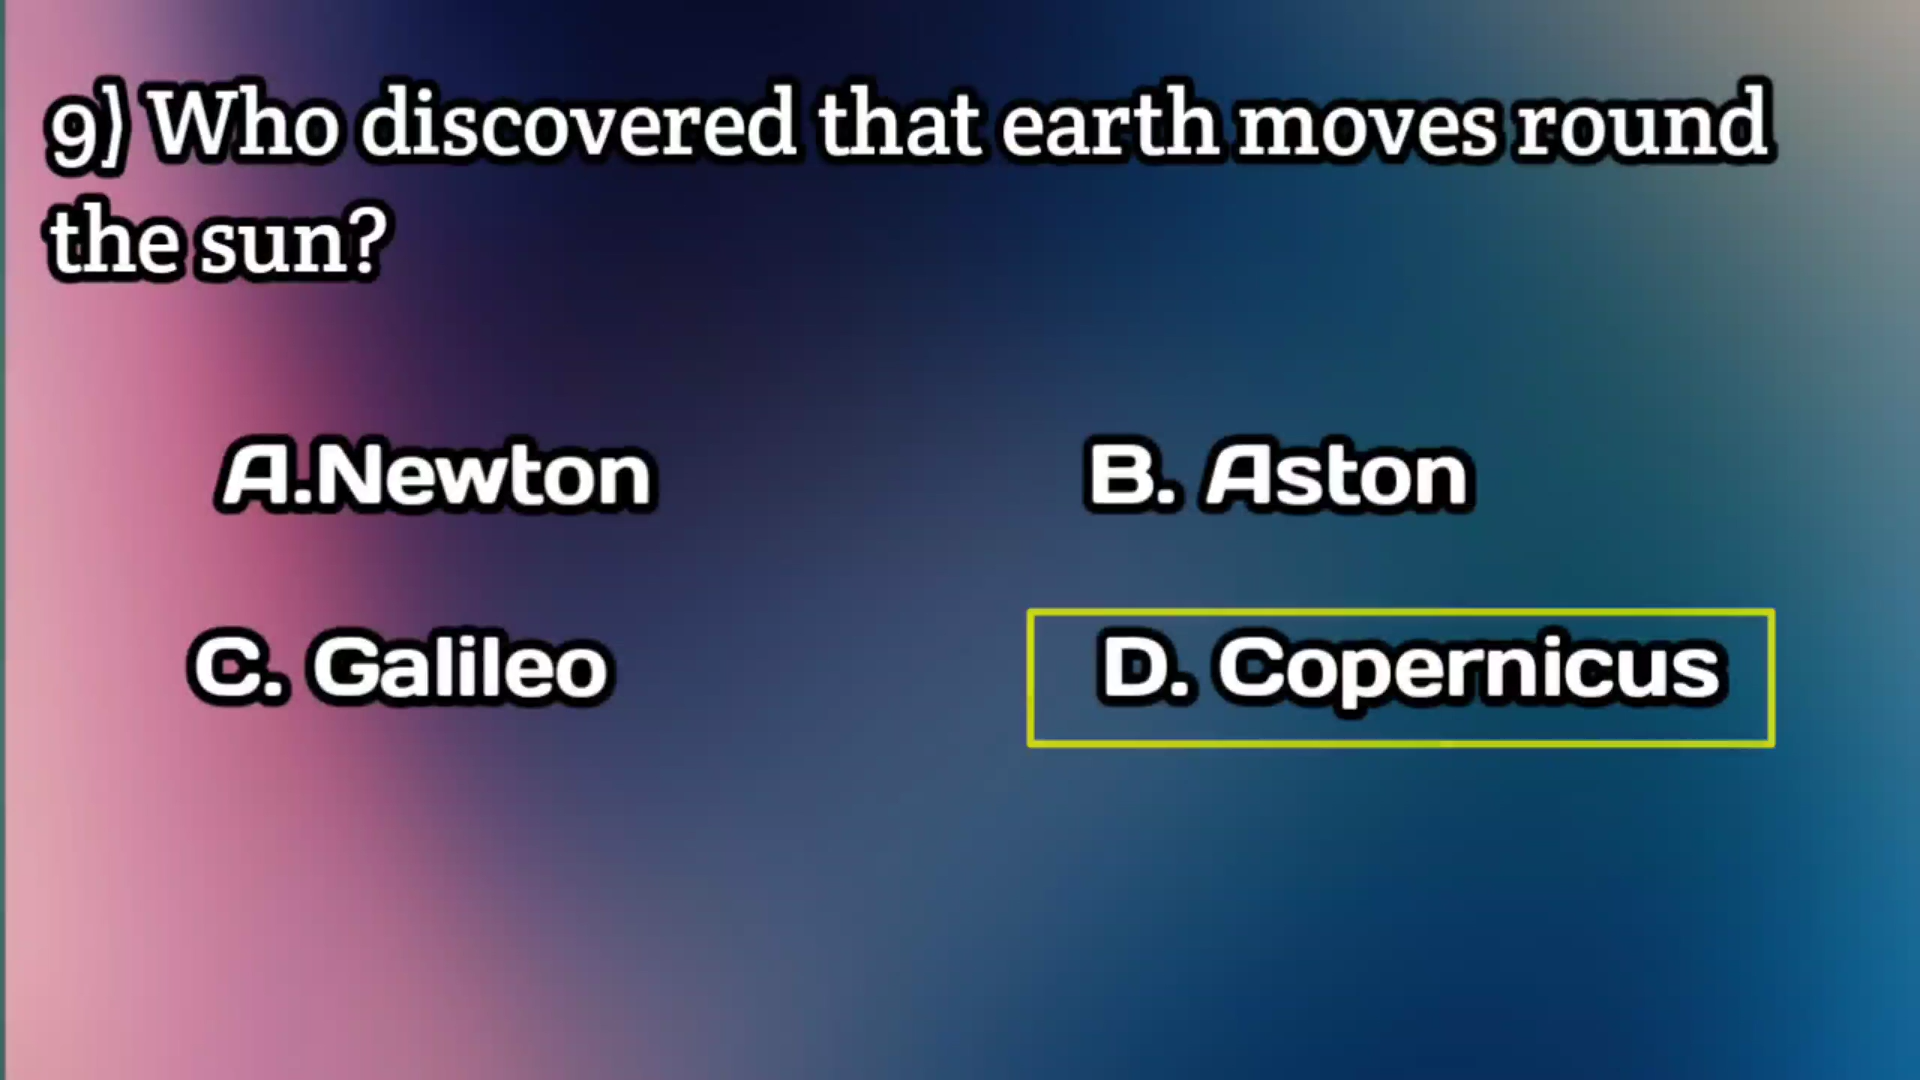 9) Who discovered that earth moves round
the sun?
A.Newton
B. Aston
C. Galileo
D. Copernicus